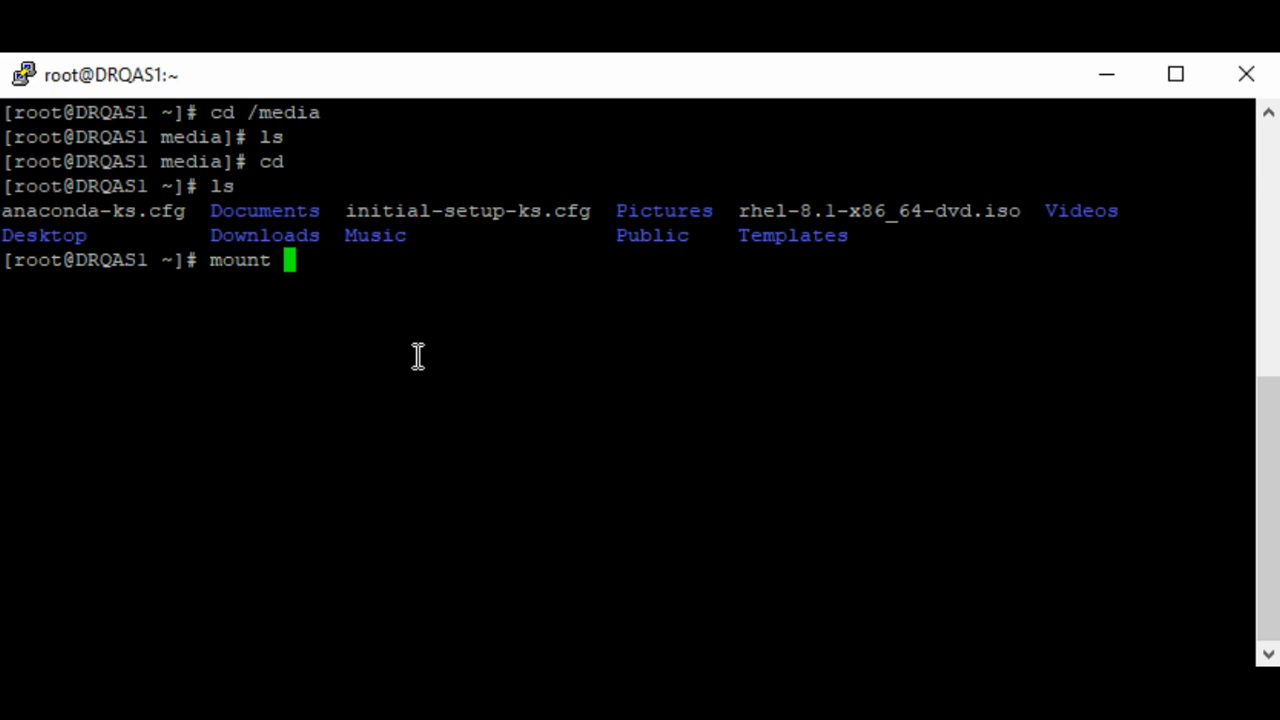 root@DRQAS1:~
[root@DRQAS1 ~]# cd /media
[root@DRQAS1 media]# ls
[root@DRQAS1 media]# cd
[root@DRQAS1 ~]# ls
anaconda-ks.cfg  Documents  initial-setup-ks.cfg  Pictures  rhel-8.1-x86_64-dvd.iso  Videos
Desktop          Downloads  Music                 Public    Templates
[root@DRQAS1 ~]# mount